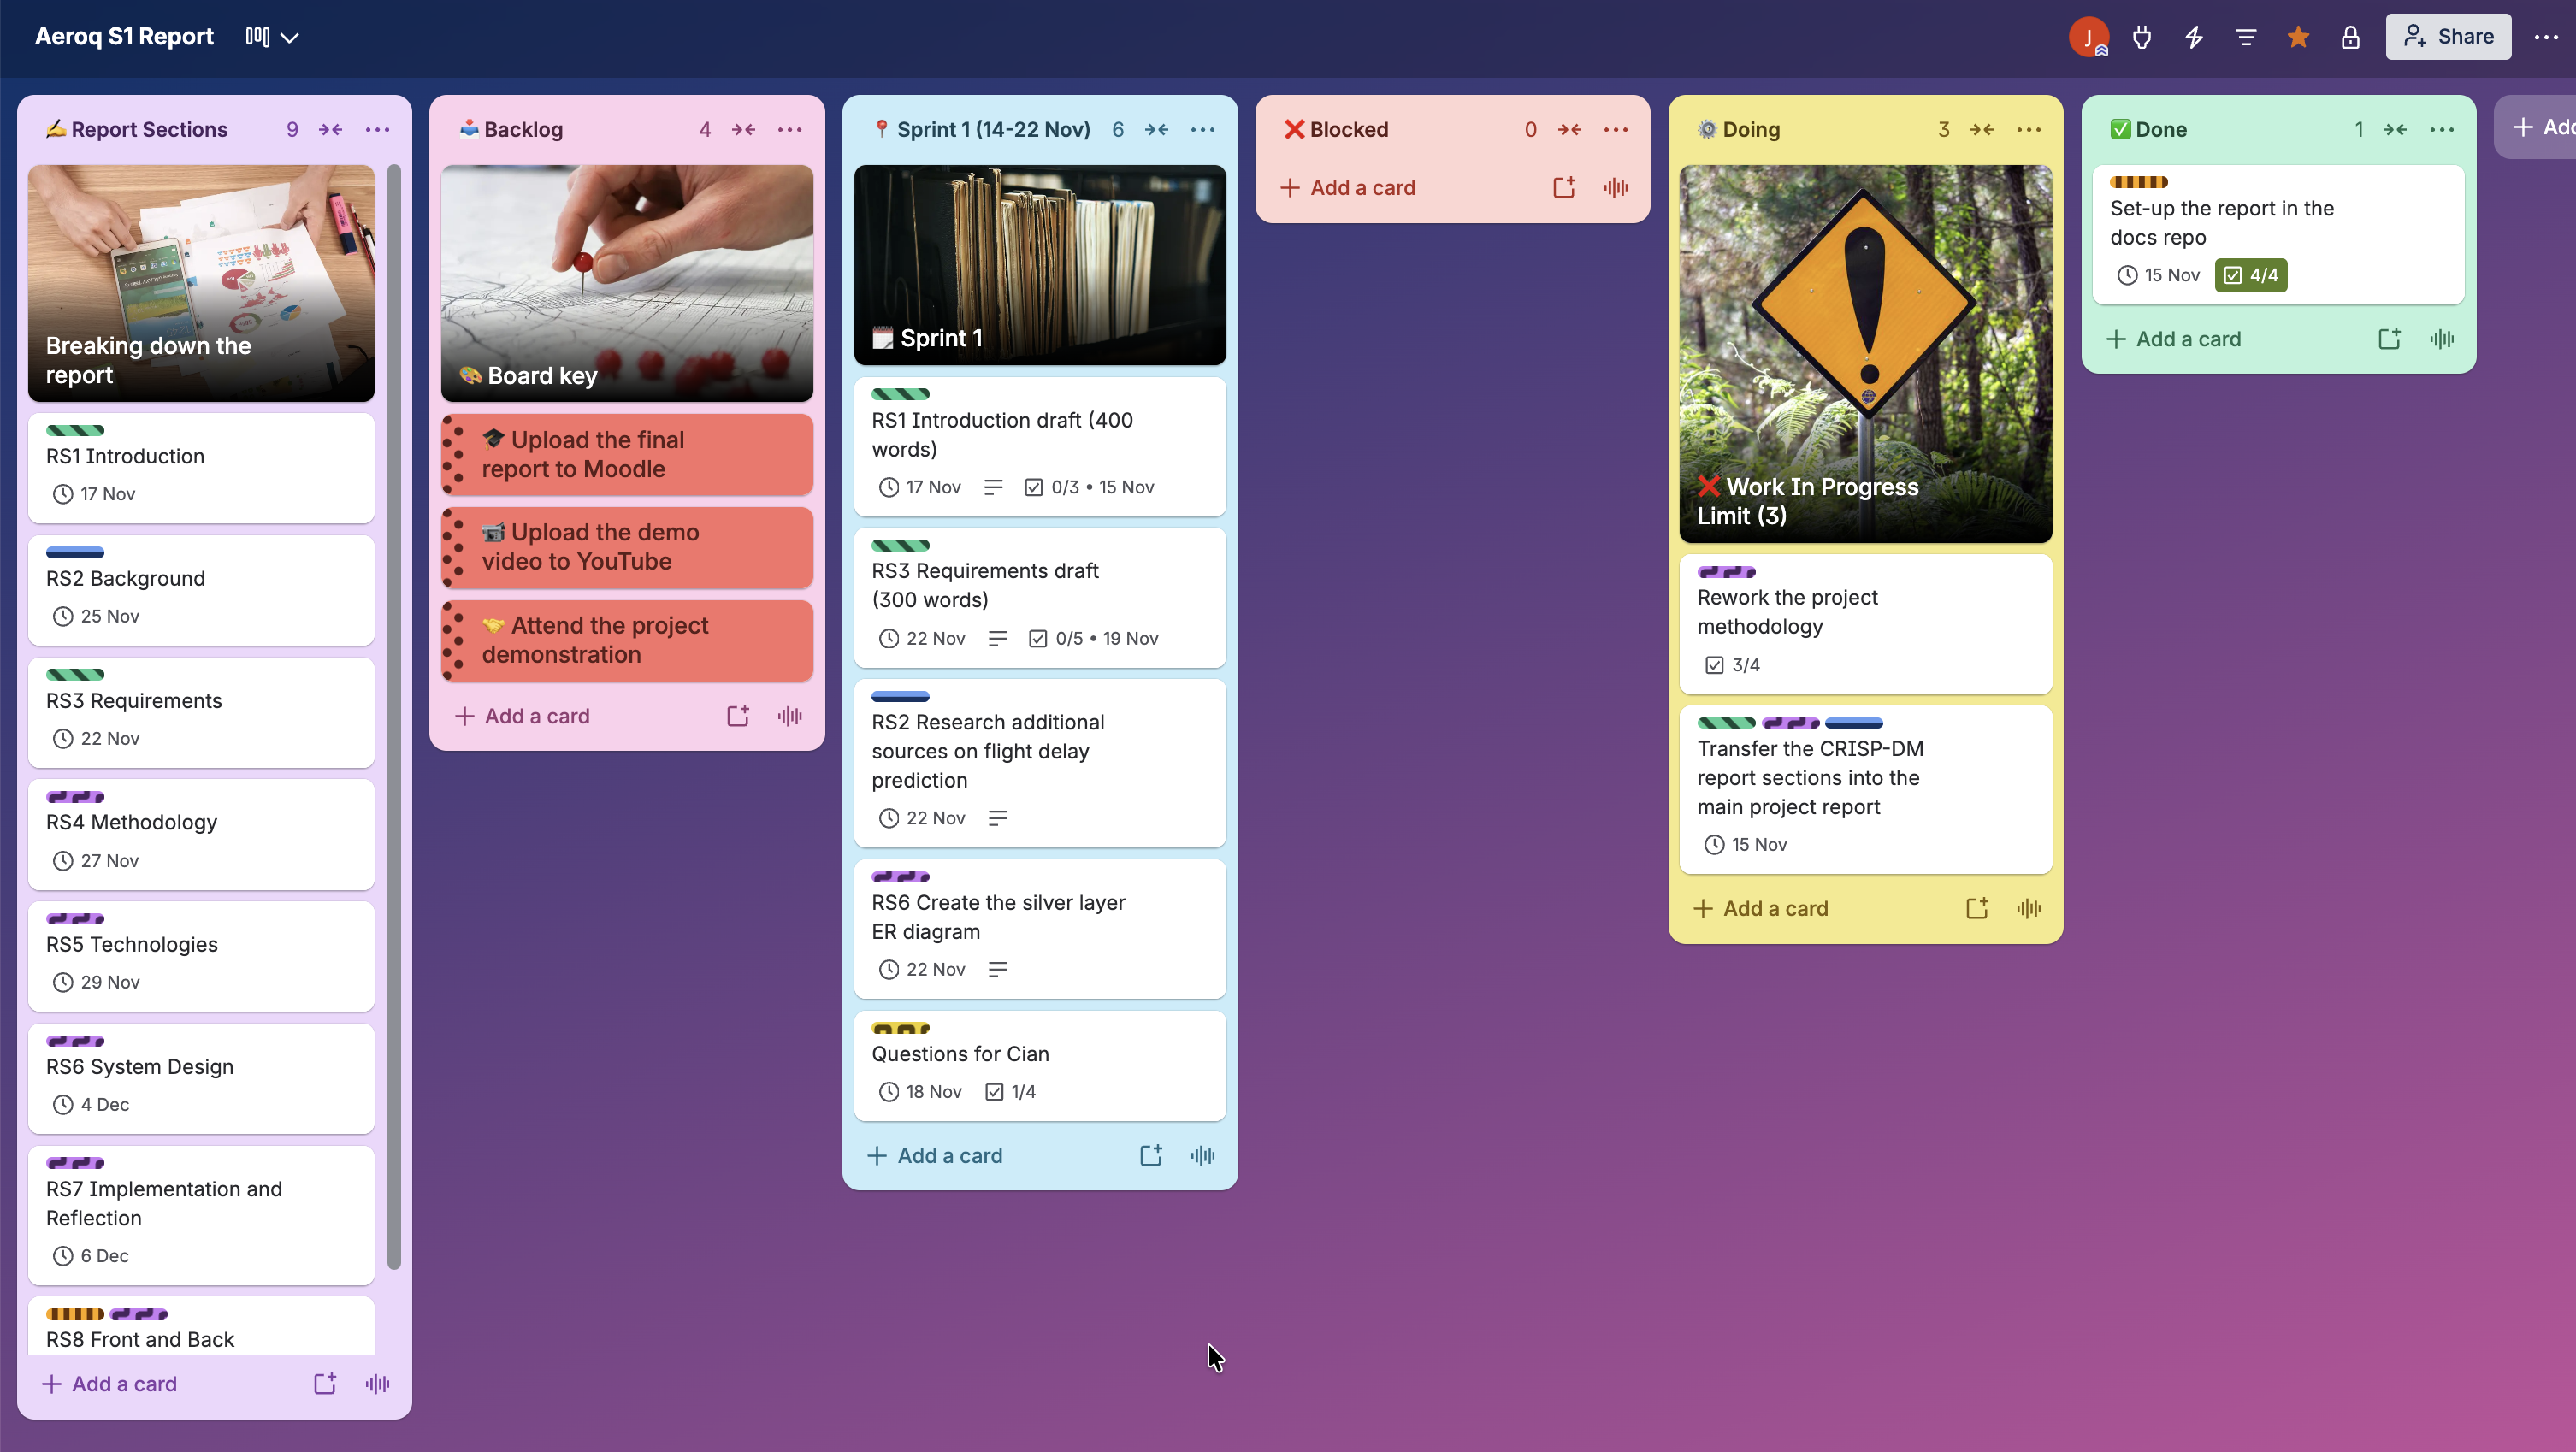 Aeroq S1 Report
J
Share
Report Sections 9
Breaking down the
report
RS1 Introduction
17 Nov
RS2 Background
25 Nov
RS3 Requirements
22 Nov
RS4 Methodology
27 Nov
RS5 Technologies
29 Nov
RS6 System Design
4 Dec
RS7 Implementation and
Reflection
6 Dec
RS8 Front and Back
Add a card
Backlog 4
Board key
Upload the final
report to Moodle
Upload the demo
video to YouTube
Attend the project
demonstration
Add a card
Sprint 1 (14-22 Nov) 6
Sprint 1
RS1 Introduction draft (400
words)
17 Nov 0/3 • 15 Nov
RS3 Requirements draft
(300 words)
22 Nov 0/5 • 19 Nov
RS2 Research additional
sources on flight delay
prediction
22 Nov
RS6 Create the silver layer
ER diagram
22 Nov
Questions for Cian
18 Nov 1/4
Add a card
Blocked 0
Add a card
Doing 3
Work In Progress
Limit (3)
Rework the project
methodology
3/4
Transfer the CRISP-DM
report sections into the
main project report
15 Nov
Add a card
Done 1
Set-up the report in the
docs repo
15 Nov 4/4
Add a card